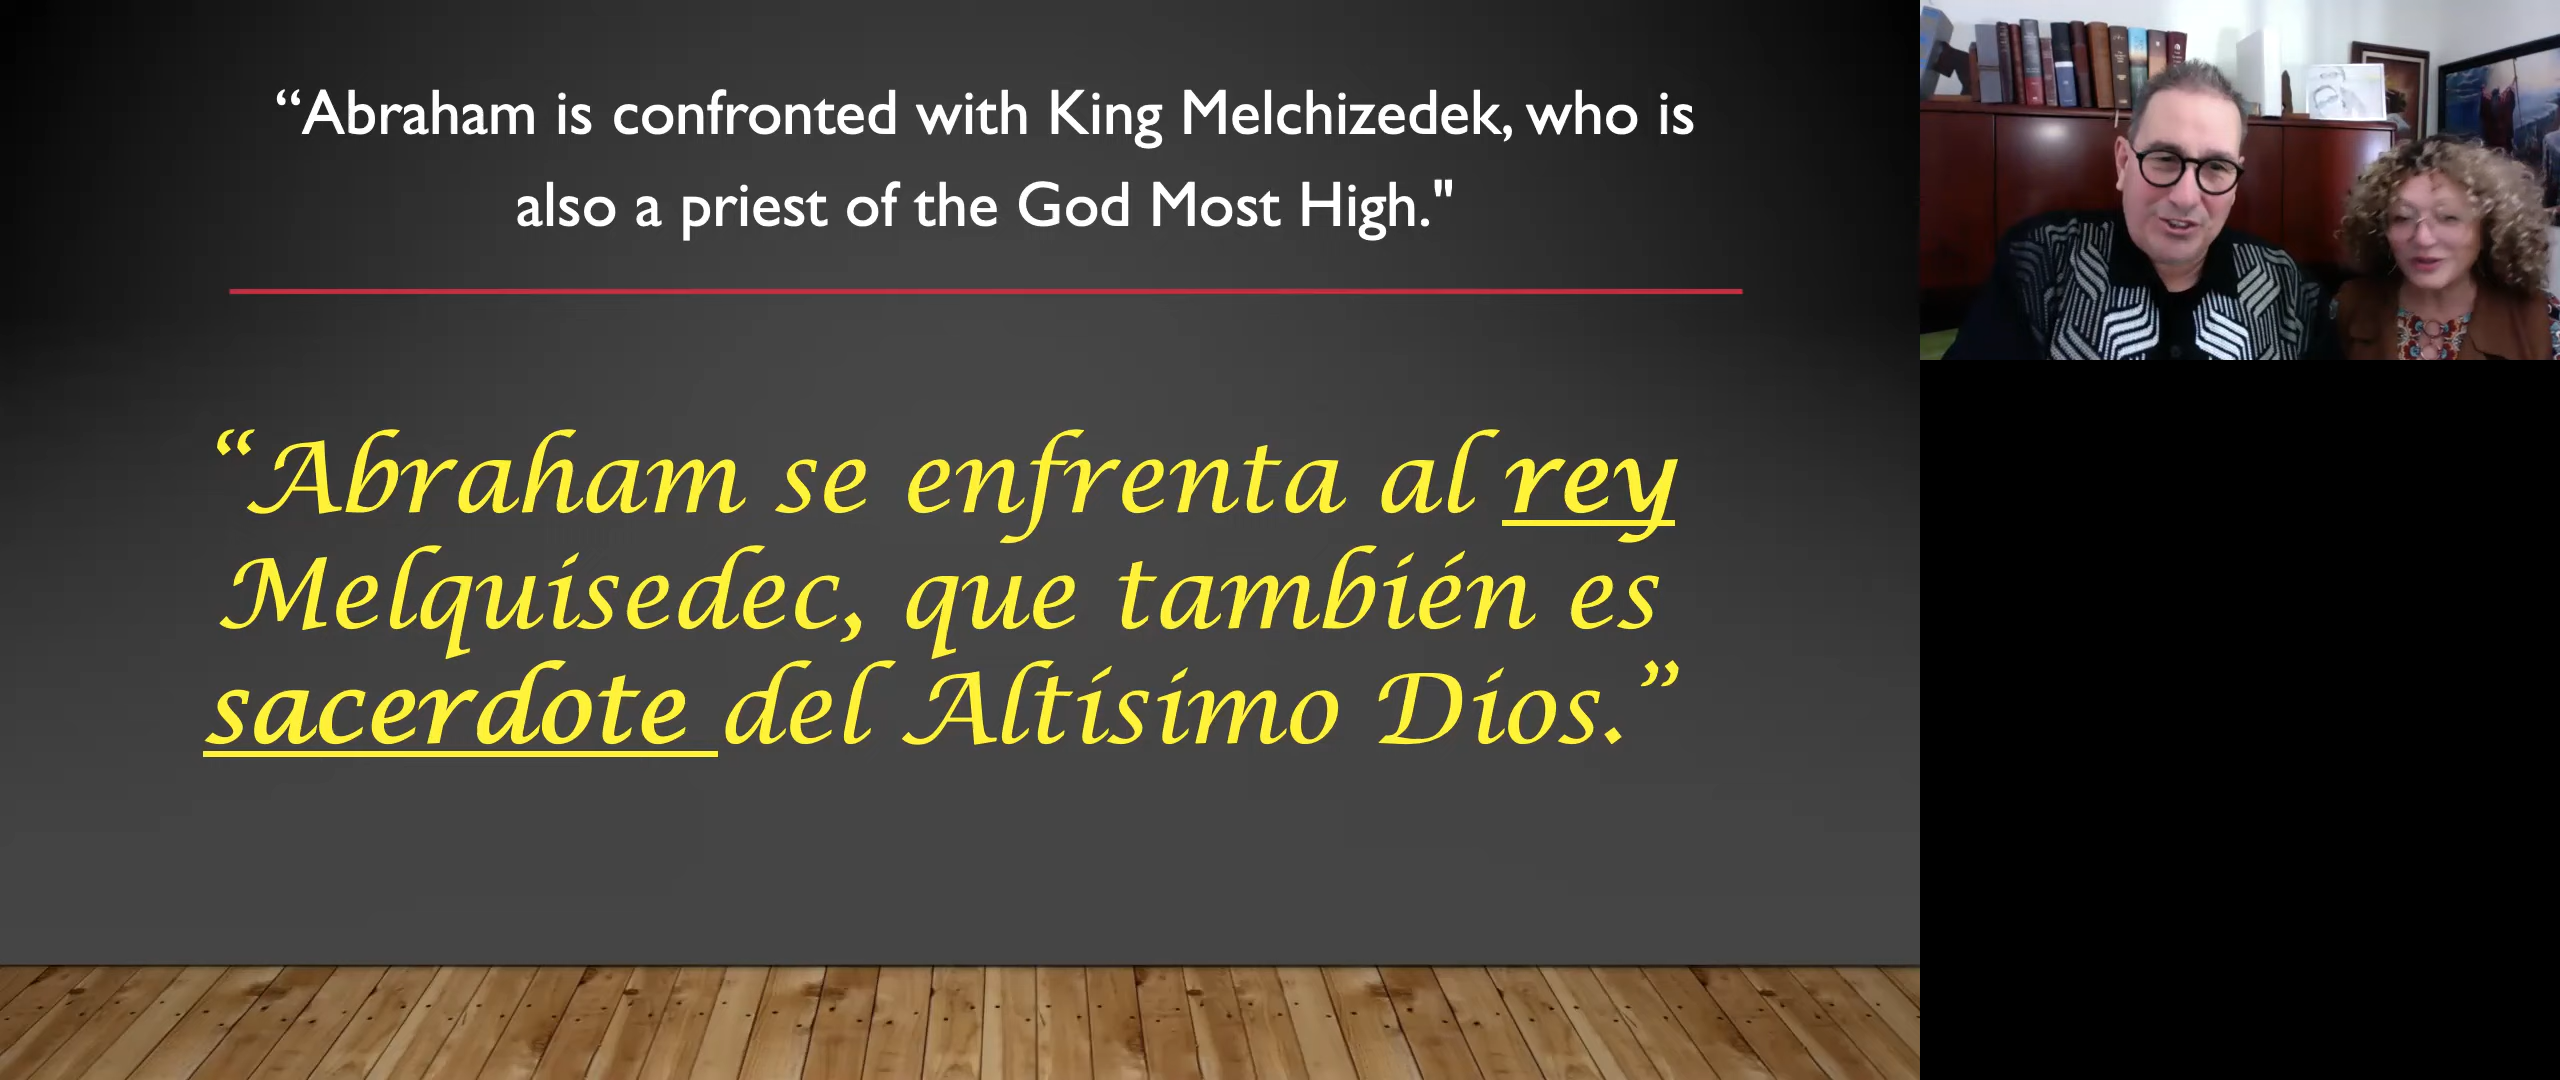 “Abraham is confronted with King Melchizedek, who is
also a priest of the God Most High."
“Abraham se enfrenta al rey
Melquisedec, que también es
sacerdote del Altísimo Dios.”